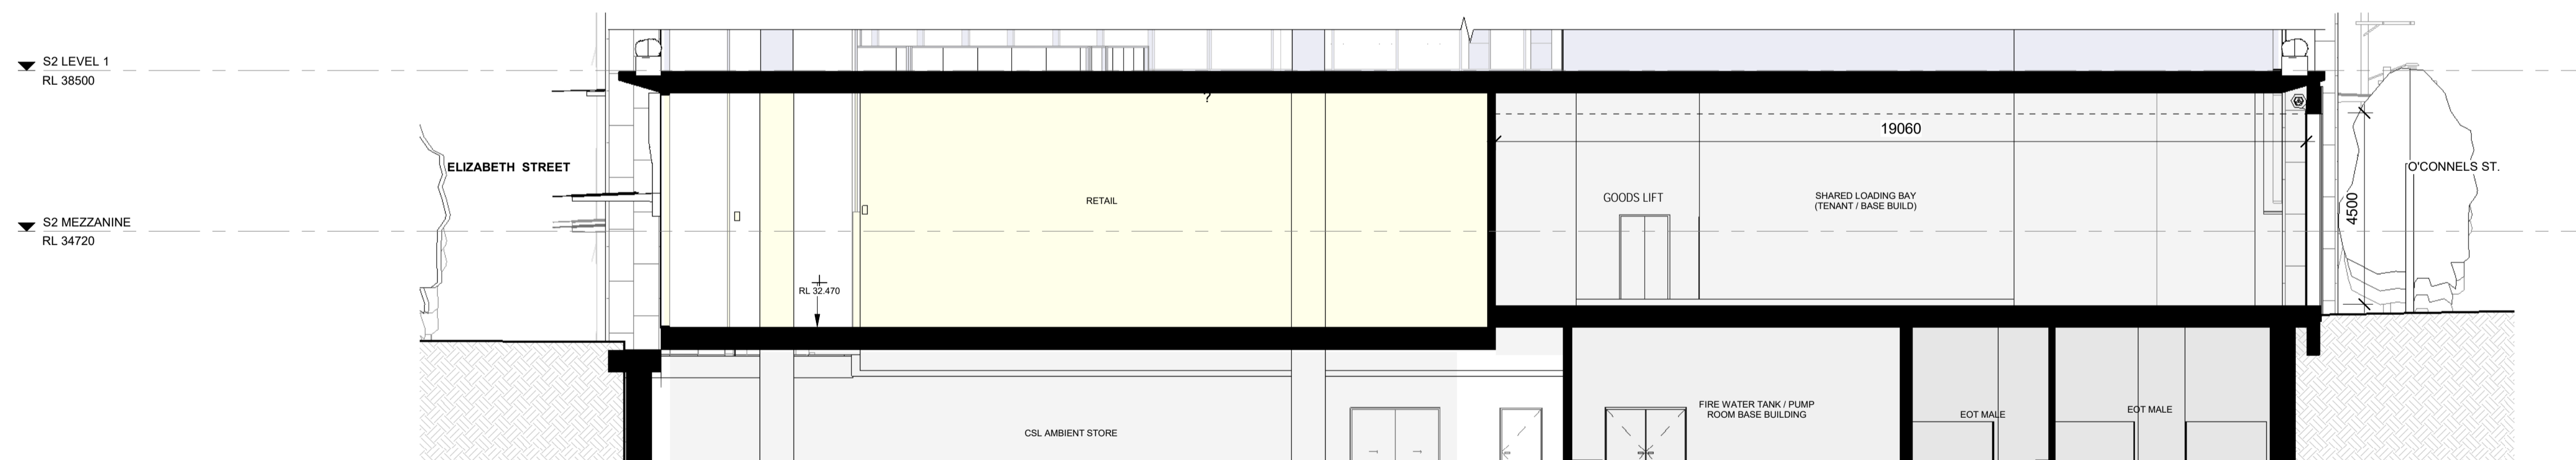 S2 LEVEL 1
RL 38500
?
19060
ELIZABETH STREET
O'CONNELS ST.
RETAIL
GOODS LIFT
SHARED LOADING BAY
(TENANT / BASE BUILD)
4500
S2 MEZZANINE
RL 34720
RL 32.470
FIRE WATER TANK / PUMP
ROOM BASE BUILDING
EOT MALE
EOT MALE
CSL AMBIENT STORE